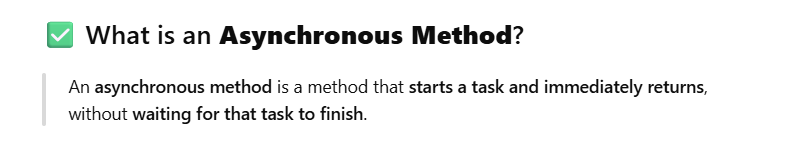 ✅ What is an Asynchronous Method?
An asynchronous method is a method that starts a task and immediately returns,
without waiting for that task to finish.